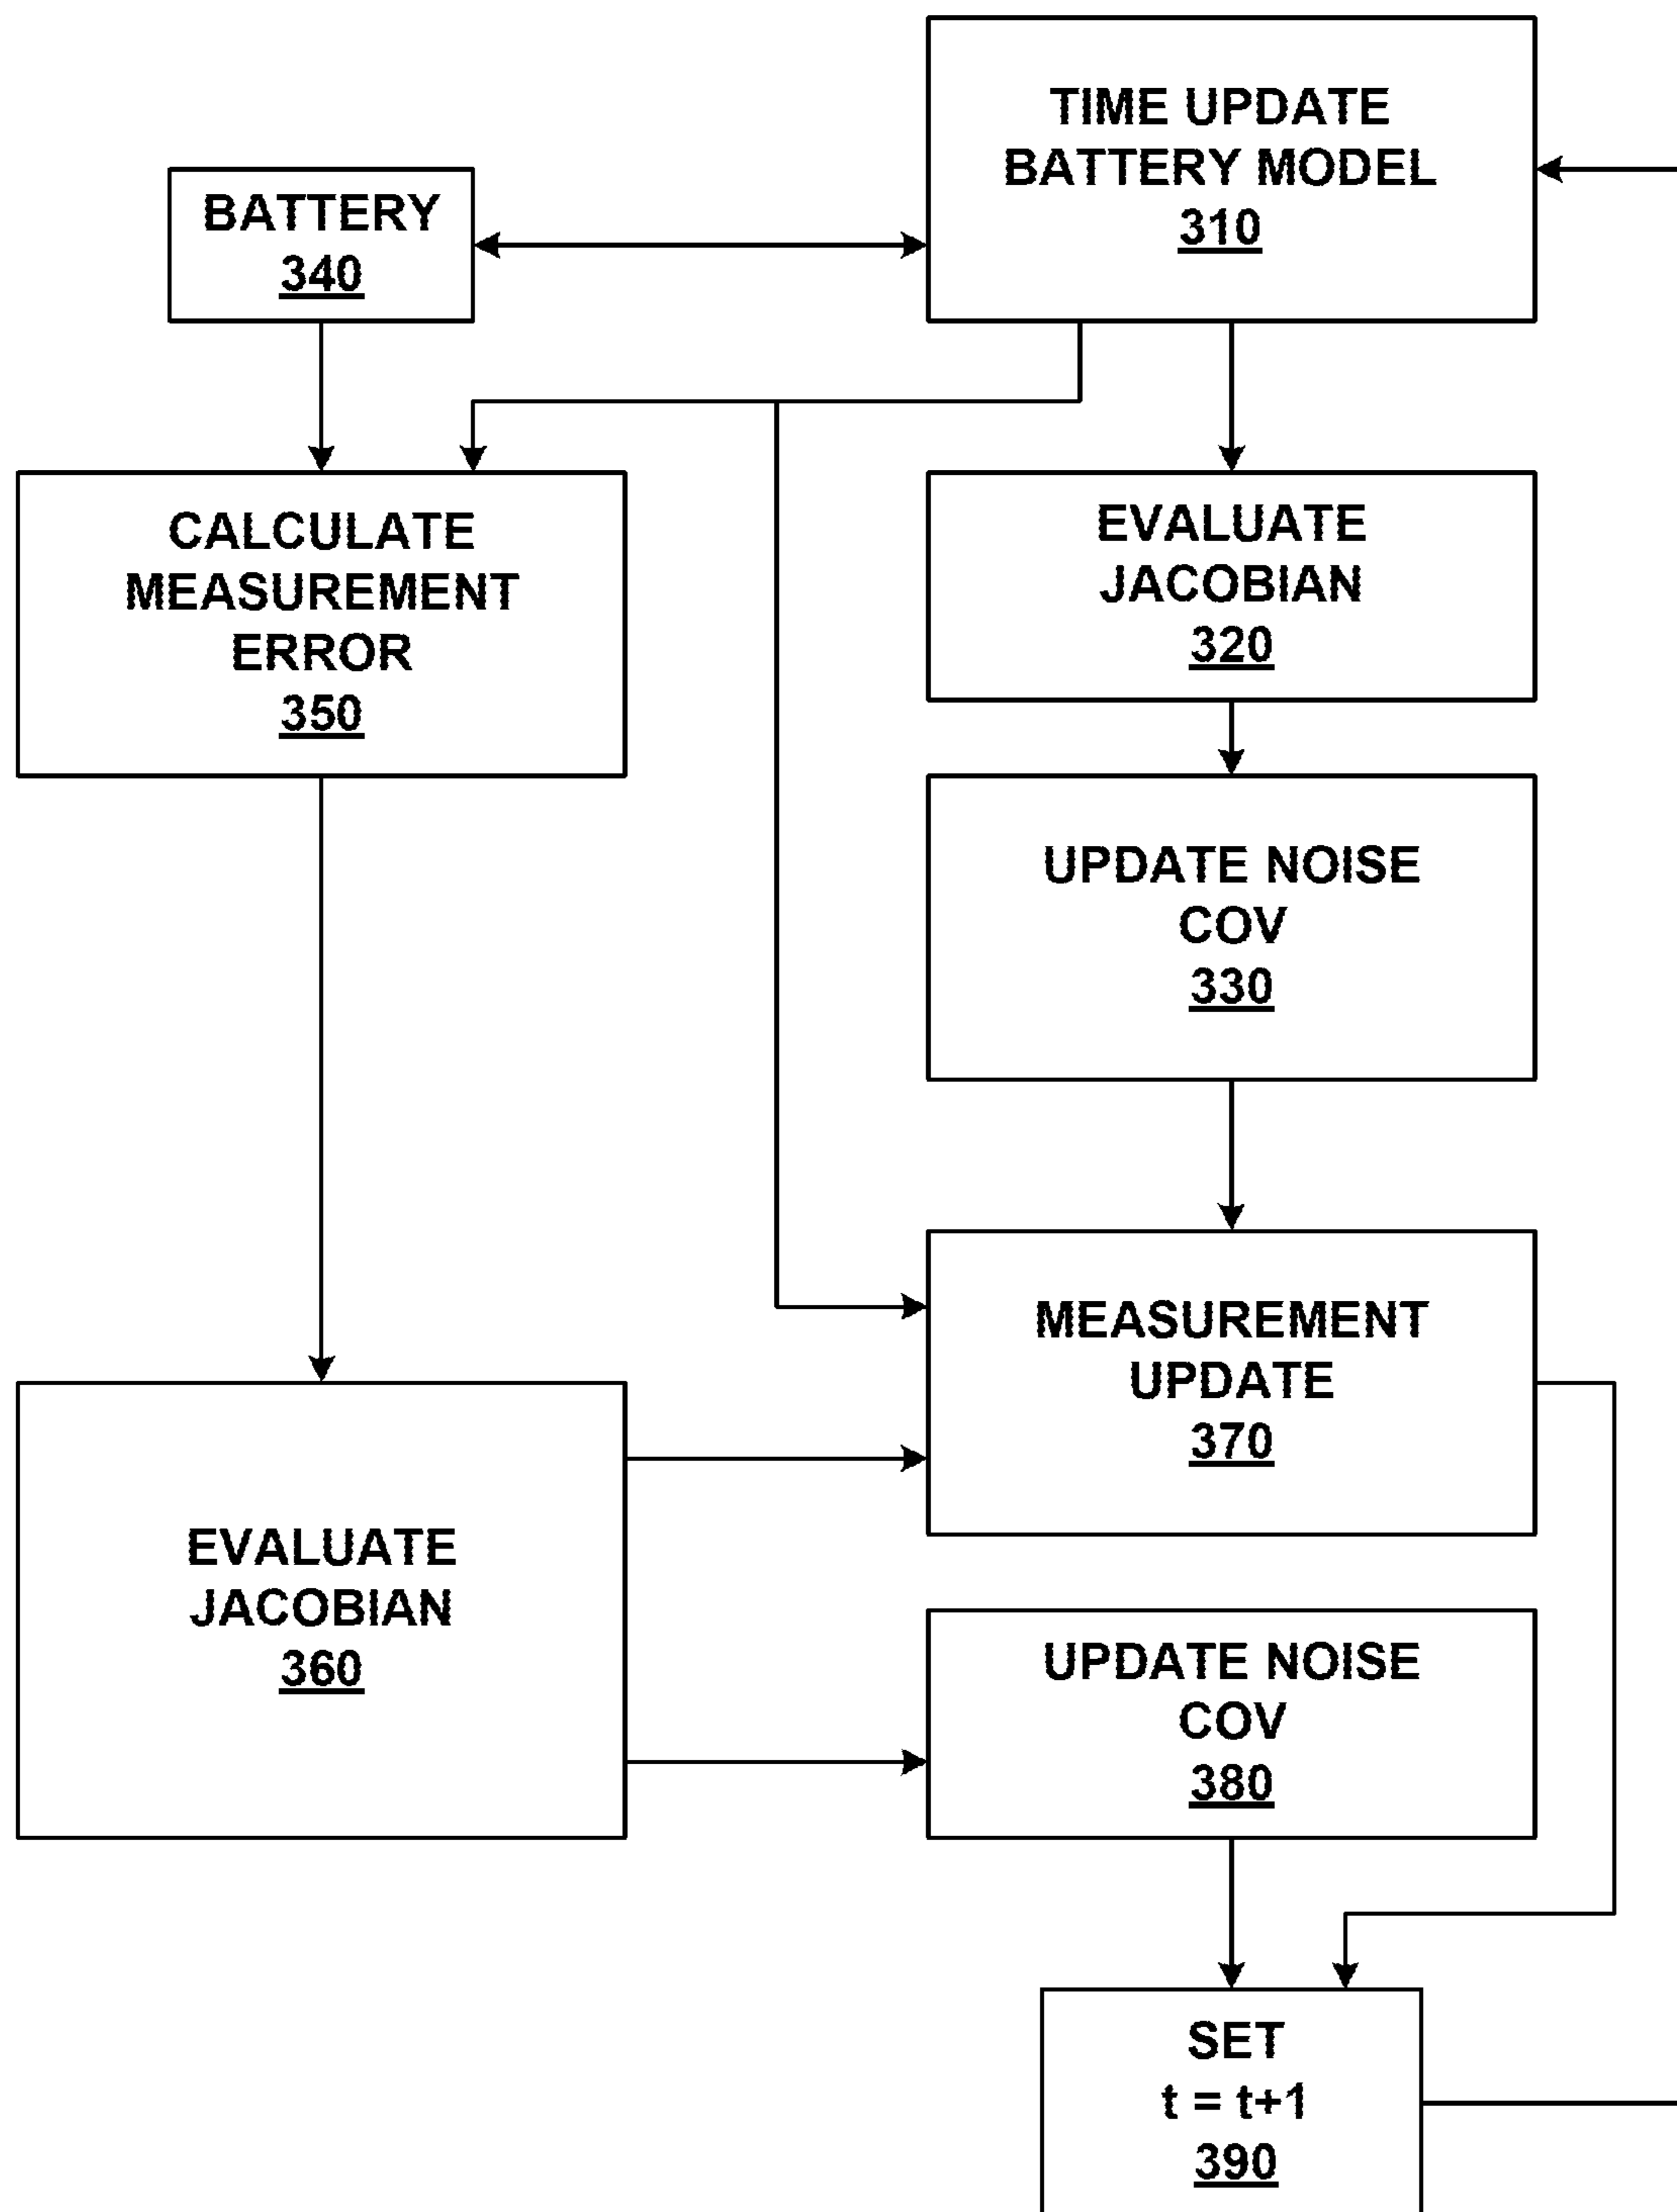 TIME UPDATE
BATTERY MODEL
310
BATTERY
340
CALCULATE
MEASUREMENT
ERROR
350
EVALUATE
JACOBIAN
320
UPDATE NOISE
COV
330
MEASUREMENT
UPDATE
370
EVALUATE
JACOBIAN
360
UPDATE NOISE
COV
380
SET
t = t+1
390